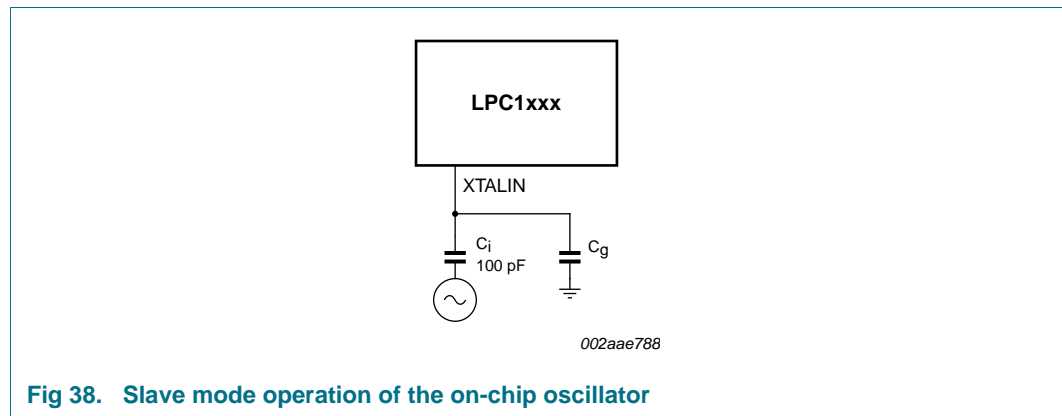 LPC1xxx
XTALIN
Ci
100 pF
Cg
002aae788
Fig 38. Slave mode operation of the on-chip oscillator